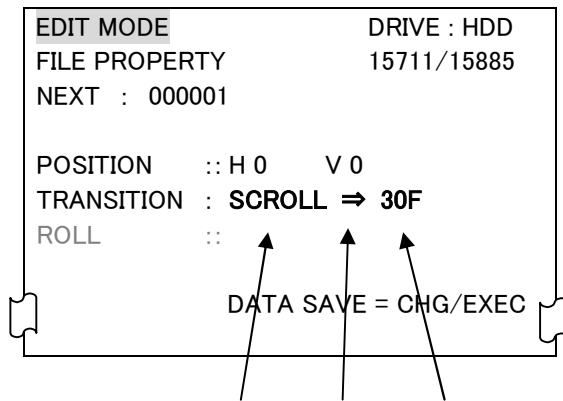 EDIT MODE DRIVE : HDD
FILE PROPERTY 15711/15885
NEXT : 000001
POSITION :: H 0 V 0
TRANSITION : SCROLL ⇒ 30F
ROLL ::
DATA SAVE = CHG/EXEC